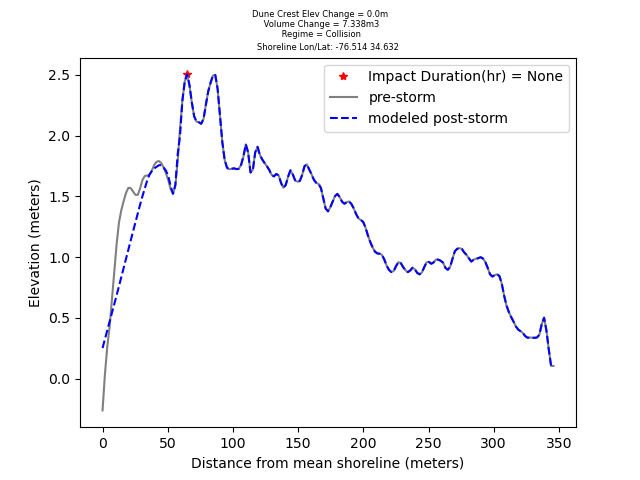 Dune Crest Elev Change = 0.0m
Volume Change = 7.338m3
Regime = Collision
Shoreline Lon/Lat: -76.514 34.632
Impact Duration(hr) = None
pre-storm
modeled post-storm
Elevation (meters)
2.5
2.0
1.5
1.0
0.5
0.0
0 50 100 150 200 250 300 350
Distance from mean shoreline (meters)